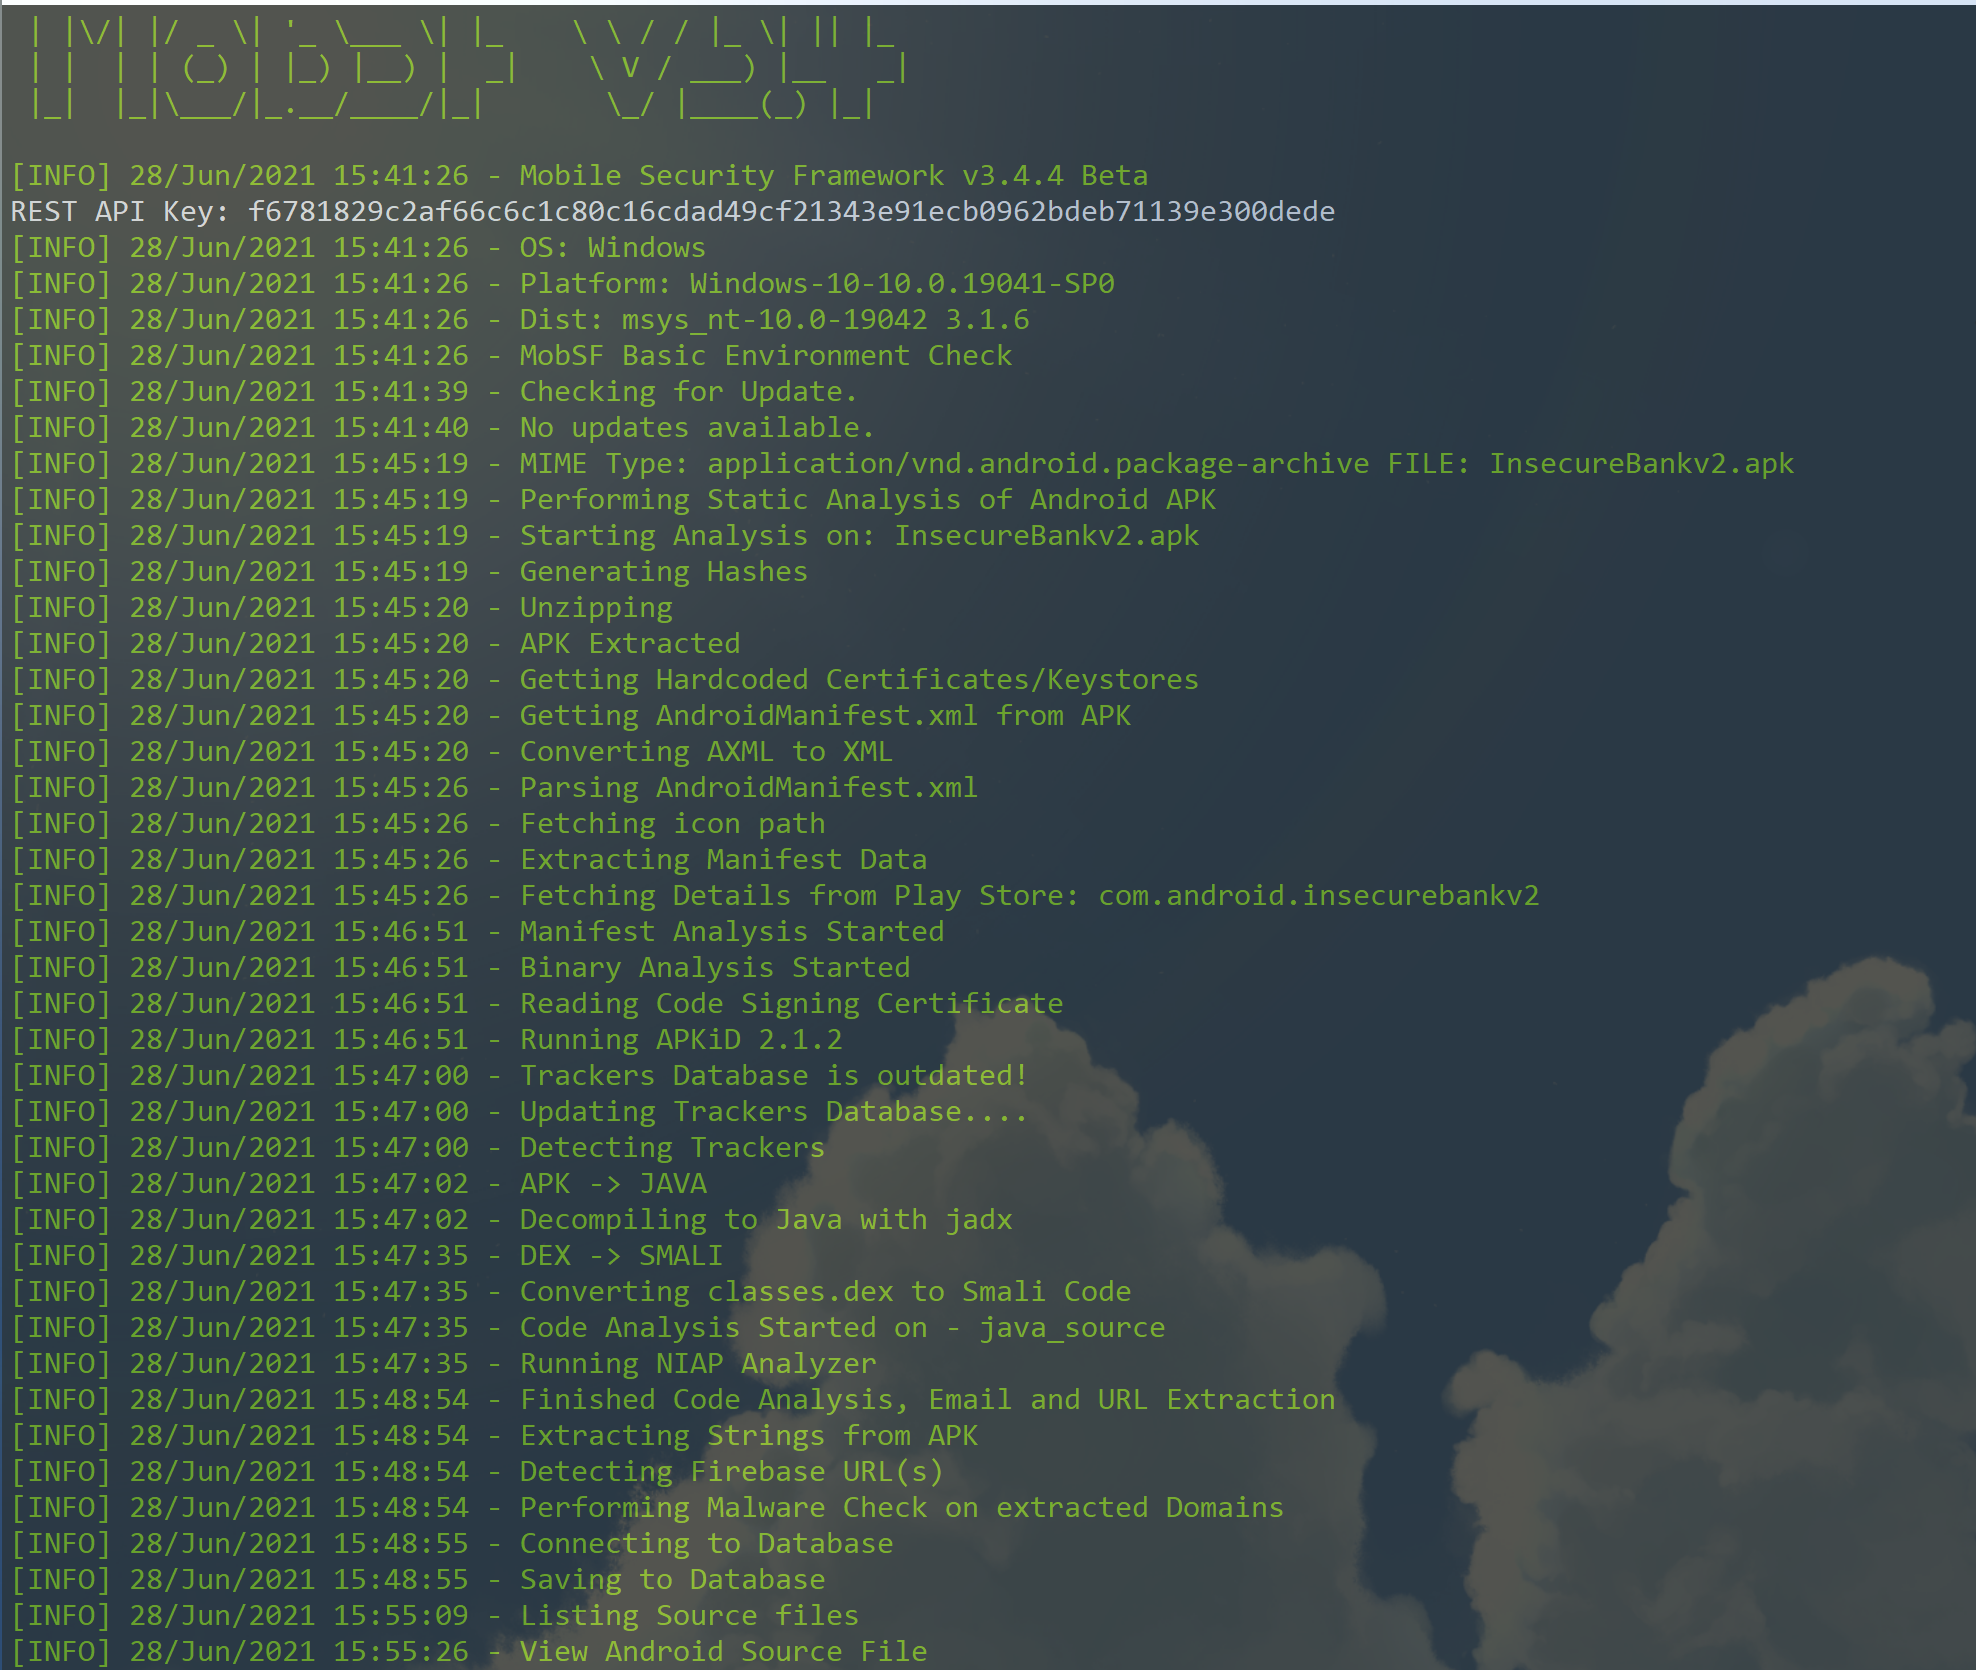 | |\/| |/ _ \| '_ \___ \| |_    \ \ / / |_ \| || |_
 | |  | | (_) | |_) |__) |  _|    \ V / ___) |__   _|
 |_|  |_|\___/|_.__/____/|_|       \_/ |____(_) |_|
[INFO] 28/Jun/2021 15:41:26 - Mobile Security Framework v3.4.4 Beta
REST API Key: f6781829c2af66c6c1c80c16cdad49cf21343e91ecb0962bdeb71139e300dede
[INFO] 28/Jun/2021 15:41:26 - OS: Windows
[INFO] 28/Jun/2021 15:41:26 - Platform: Windows-10-10.0.19041-SP0
[INFO] 28/Jun/2021 15:41:26 - Dist: msys_nt-10.0-19042 3.1.6
[INFO] 28/Jun/2021 15:41:26 - MobSF Basic Environment Check
[INFO] 28/Jun/2021 15:41:39 - Checking for Update.
[INFO] 28/Jun/2021 15:41:40 - No updates available.
[INFO] 28/Jun/2021 15:45:19 - MIME Type: application/vnd.android.package-archive FILE: InsecureBankv2.apk
[INFO] 28/Jun/2021 15:45:19 - Performing Static Analysis of Android APK
[INFO] 28/Jun/2021 15:45:19 - Starting Analysis on: InsecureBankv2.apk
[INFO] 28/Jun/2021 15:45:19 - Generating Hashes
[INFO] 28/Jun/2021 15:45:20 - Unzipping
[INFO] 28/Jun/2021 15:45:20 - APK Extracted
[INFO] 28/Jun/2021 15:45:20 - Getting Hardcoded Certificates/Keystores
[INFO] 28/Jun/2021 15:45:20 - Getting AndroidManifest.xml from APK
[INFO] 28/Jun/2021 15:45:20 - Converting AXML to XML
[INFO] 28/Jun/2021 15:45:26 - Parsing AndroidManifest.xml
[INFO] 28/Jun/2021 15:45:26 - Fetching icon path
[INFO] 28/Jun/2021 15:45:26 - Extracting Manifest Data
[INFO] 28/Jun/2021 15:45:26 - Fetching Details from Play Store: com.android.insecurebankv2
[INFO] 28/Jun/2021 15:46:51 - Manifest Analysis Started
[INFO] 28/Jun/2021 15:46:51 - Binary Analysis Started
[INFO] 28/Jun/2021 15:46:51 - Reading Code Signing Certificate
[INFO] 28/Jun/2021 15:46:51 - Running APKiD 2.1.2
[INFO] 28/Jun/2021 15:47:00 - Trackers Database is outdated!
[INFO] 28/Jun/2021 15:47:00 - Updating Trackers Database....
[INFO] 28/Jun/2021 15:47:00 - Detecting Trackers
[INFO] 28/Jun/2021 15:47:02 - APK -> JAVA
[INFO] 28/Jun/2021 15:47:02 - Decompiling to Java with jadx
[INFO] 28/Jun/2021 15:47:35 - DEX -> SMALI
[INFO] 28/Jun/2021 15:47:35 - Converting classes.dex to Smali Code
[INFO] 28/Jun/2021 15:47:35 - Code Analysis Started on - java_source
[INFO] 28/Jun/2021 15:47:35 - Running NIAP Analyzer
[INFO] 28/Jun/2021 15:48:54 - Finished Code Analysis, Email and URL Extraction
[INFO] 28/Jun/2021 15:48:54 - Extracting Strings from APK
[INFO] 28/Jun/2021 15:48:54 - Detecting Firebase URL(s)
[INFO] 28/Jun/2021 15:48:54 - Performing Malware Check on extracted Domains
[INFO] 28/Jun/2021 15:48:55 - Connecting to Database
[INFO] 28/Jun/2021 15:48:55 - Saving to Database
[INFO] 28/Jun/2021 15:55:09 - Listing Source files
[INFO] 28/Jun/2021 15:55:26 - View Android Source File